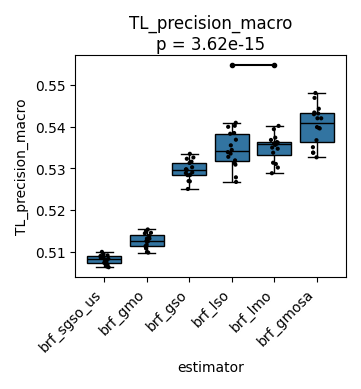 TL_precision_macro
p = 3.62e-15
TL_precision_macro
0.55
0.54
0.53
0.52
0.51
brf_sgso_us
brf_gmo
brf_gso
brf_lso
brf_lmo
brf_gmosa
estimator